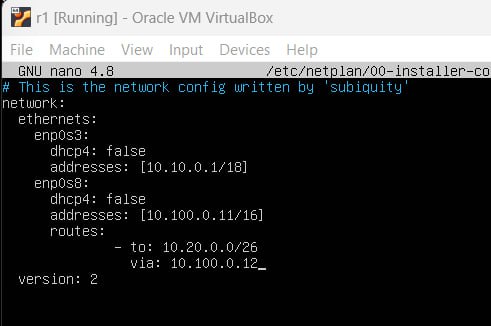 r1 [Running] - Oracle VM VirtualBox
File Machine View Input Devices Help
GNU nano 4.8 /etc/netplan/00-installer-co
# This is the network config written by 'subiquity'
network:
  ethernets:
    enp0s3:
      dhcp4: false
      addresses: [10.10.0.1/18]
    enp0s8:
      dhcp4: false
      addresses: [10.100.0.11/16]
      routes:
              - to: 10.20.0.0/26
                via: 10.100.0.12_
  version: 2